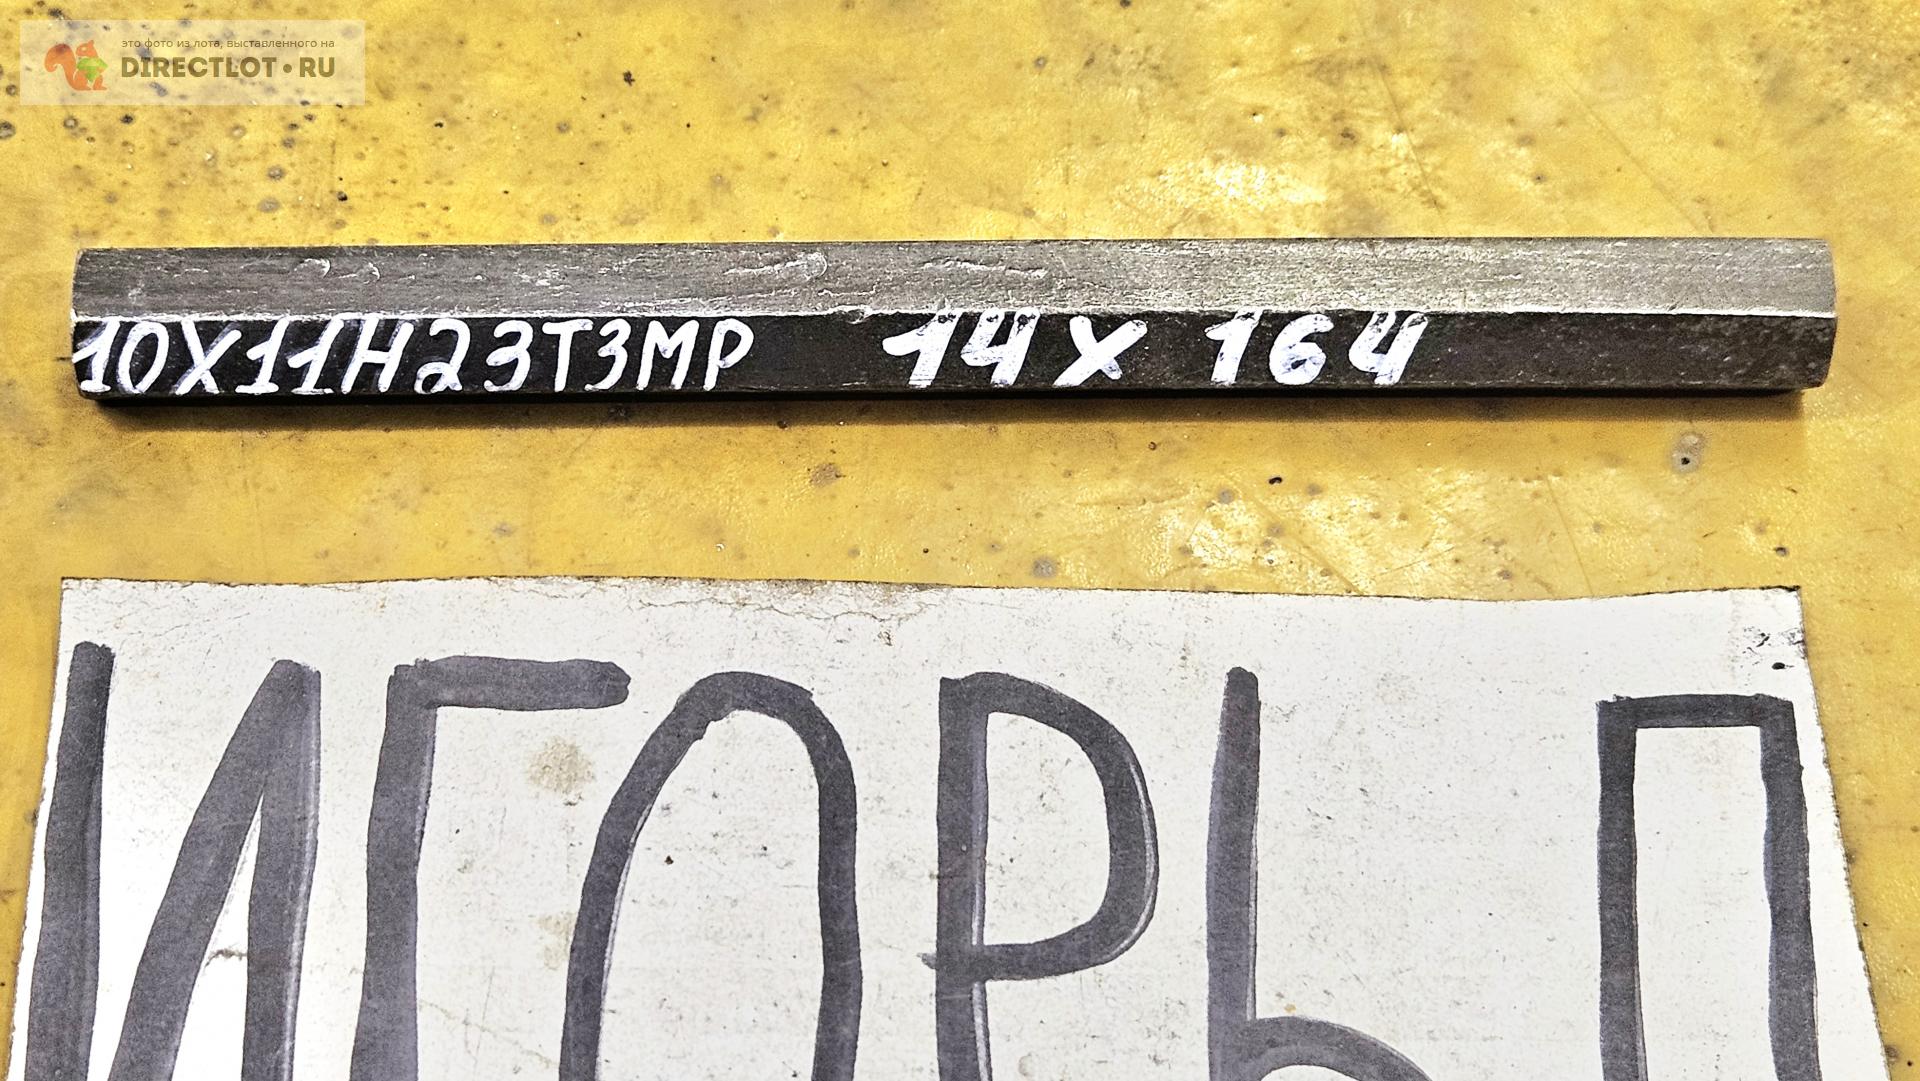 это фото из лота, выставленного на
DIRECTLOT•RU
10Х11Н23Т3МР 14 х 164
ИГОРЬ П